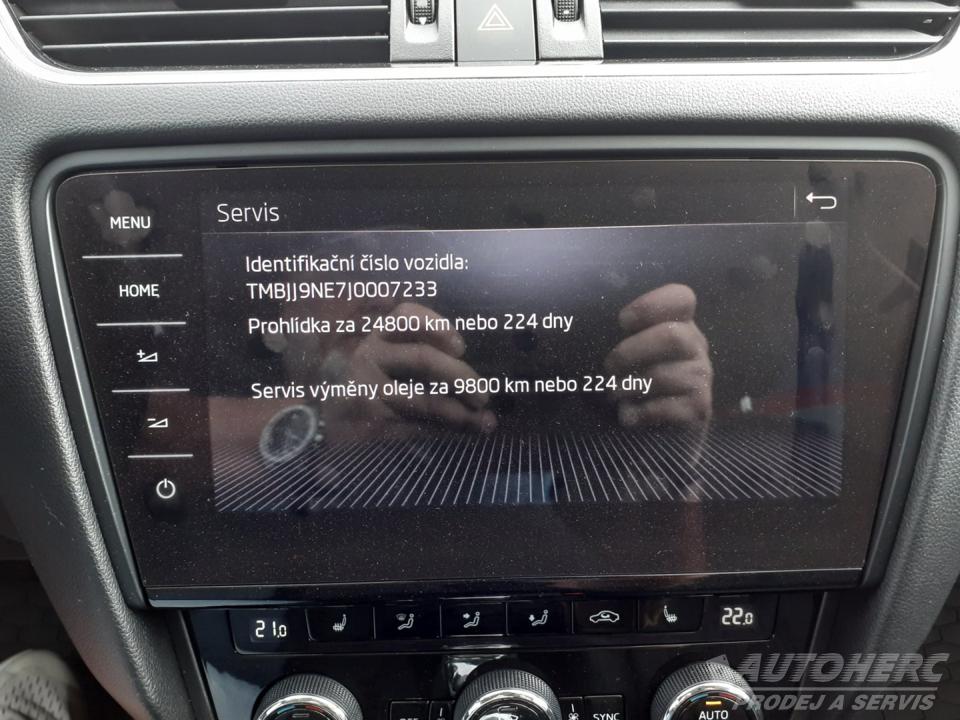 MENU
Servis
HOME
Identifikační číslo vozidla:
TMBJJ9NE7J0007233
Prohlídka za 24800 km nebo 224 dny
Servis výměny oleje za 9800 km nebo 224 dny
21.0
22.0
OFF
SYNC
AUTO
AUTOHERC
PRODEJ A SERVIS